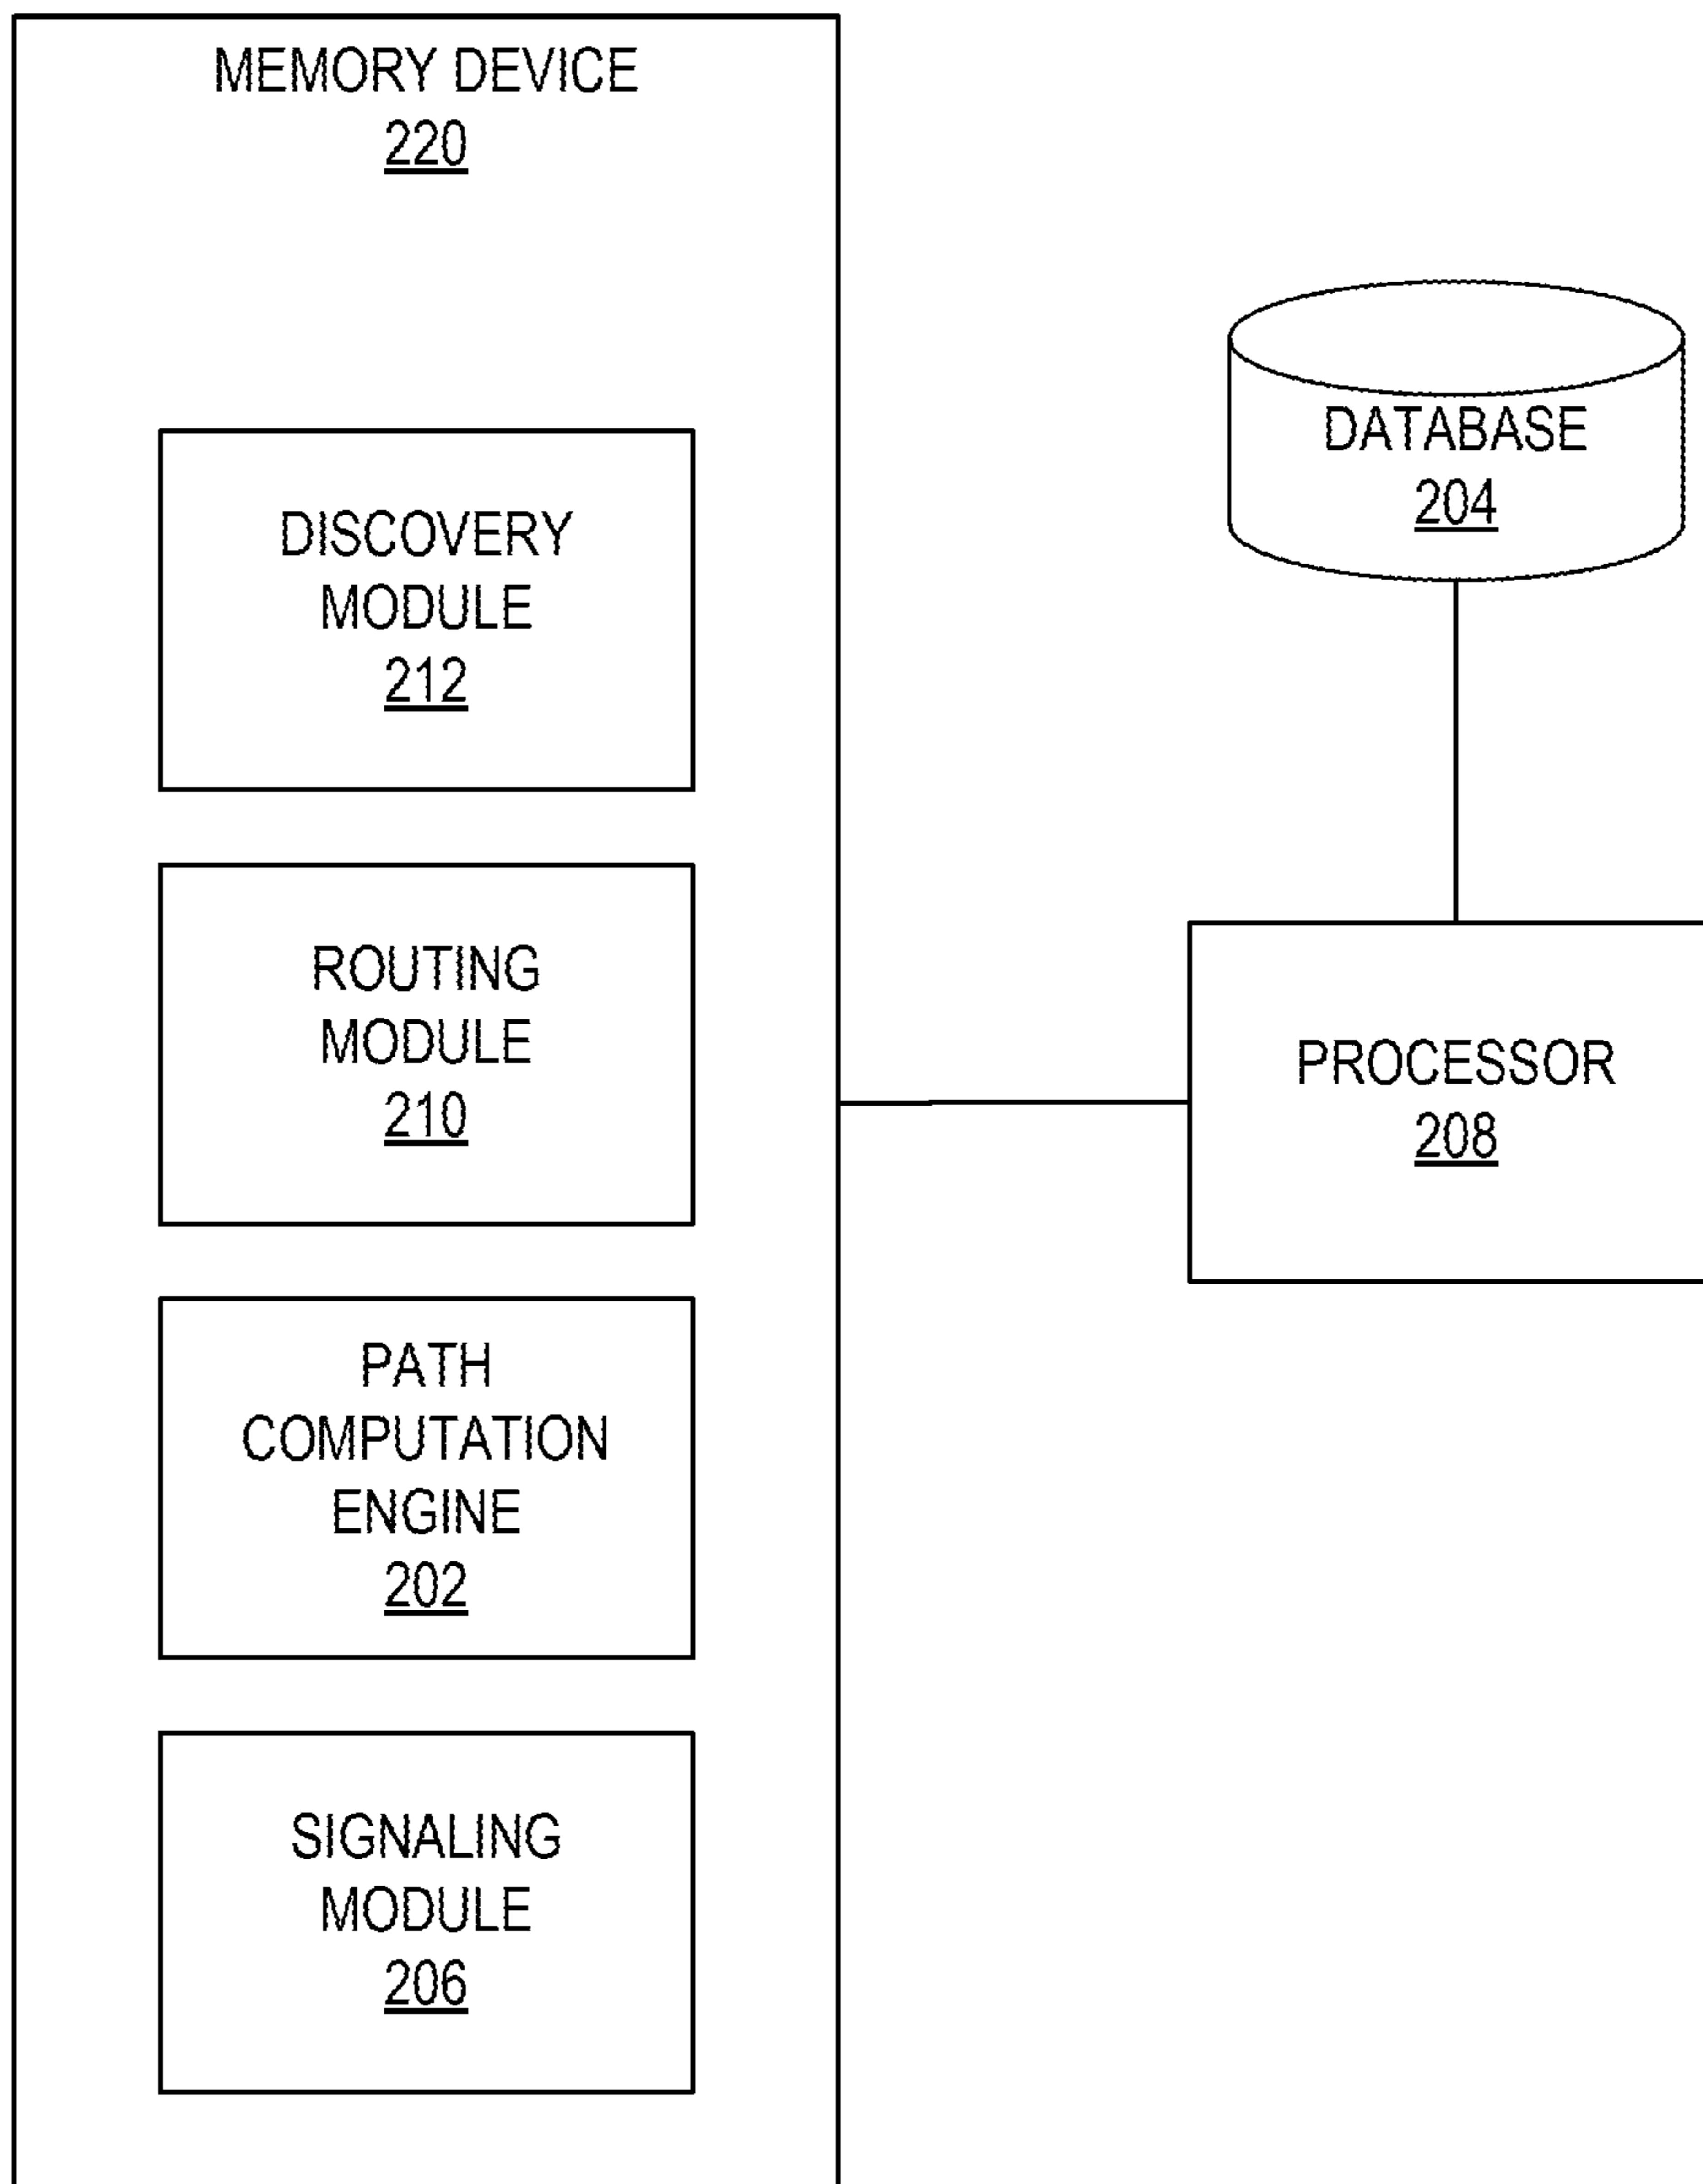 MEMORY DEVICE
220
DISCOVERY
MODULE
212
ROUTING
MODULE
210
PATH
COMPUTATION
ENGINE
202
SIGNALING
MODULE
206
DATABASE
204
PROCESSOR
208